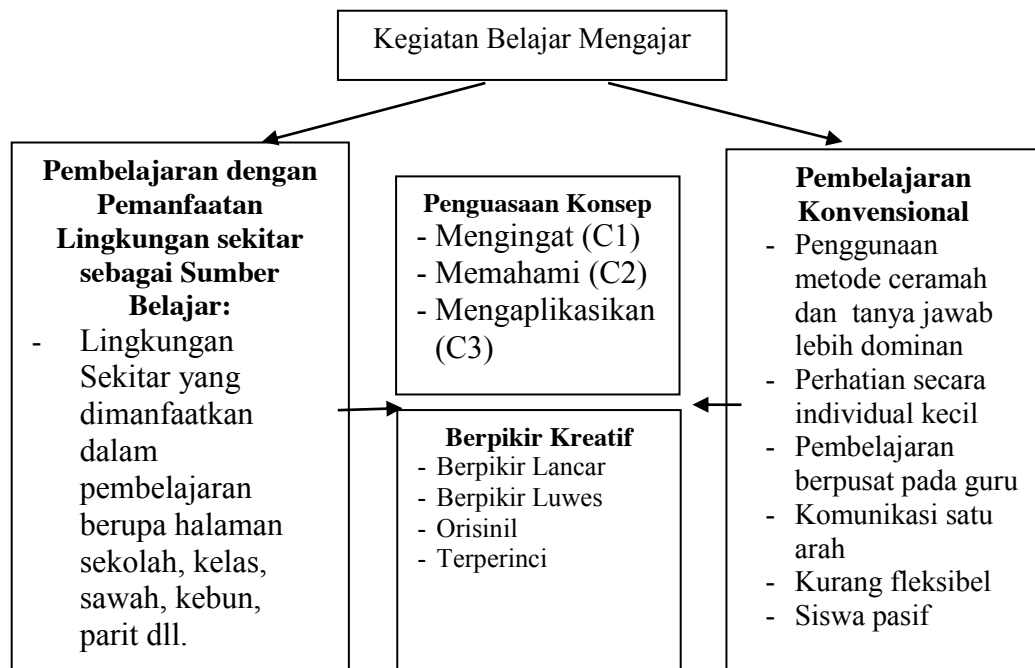 Kegiatan Belajar Mengajar
Pembelajaran dengan
Pemanfaatan
Lingkungan sekitar
sebagai Sumber
Belajar:
- Lingkungan
Sekitar yang
dimanfaatkan
dalam
pembelajaran
berupa halaman
sekolah, kelas,
sawah, kebun,
parit dll.
Penguasaan Konsep
- Mengingat (C1)
- Memahami (C2)
- Mengaplikasikan
(C3)
Berpikir Kreatif
- Berpikir Lancar
- Berpikir Luwes
- Orisinil
- Terperinci
Pembelajaran
Konvensional
- Penggunaan
metode ceramah
dan tanya jawab
lebih dominan
- Perhatian secara
individual kecil
- Pembelajaran
berpusat pada guru
- Komunikasi satu
arah
- Kurang fleksibel
- Siswa pasif